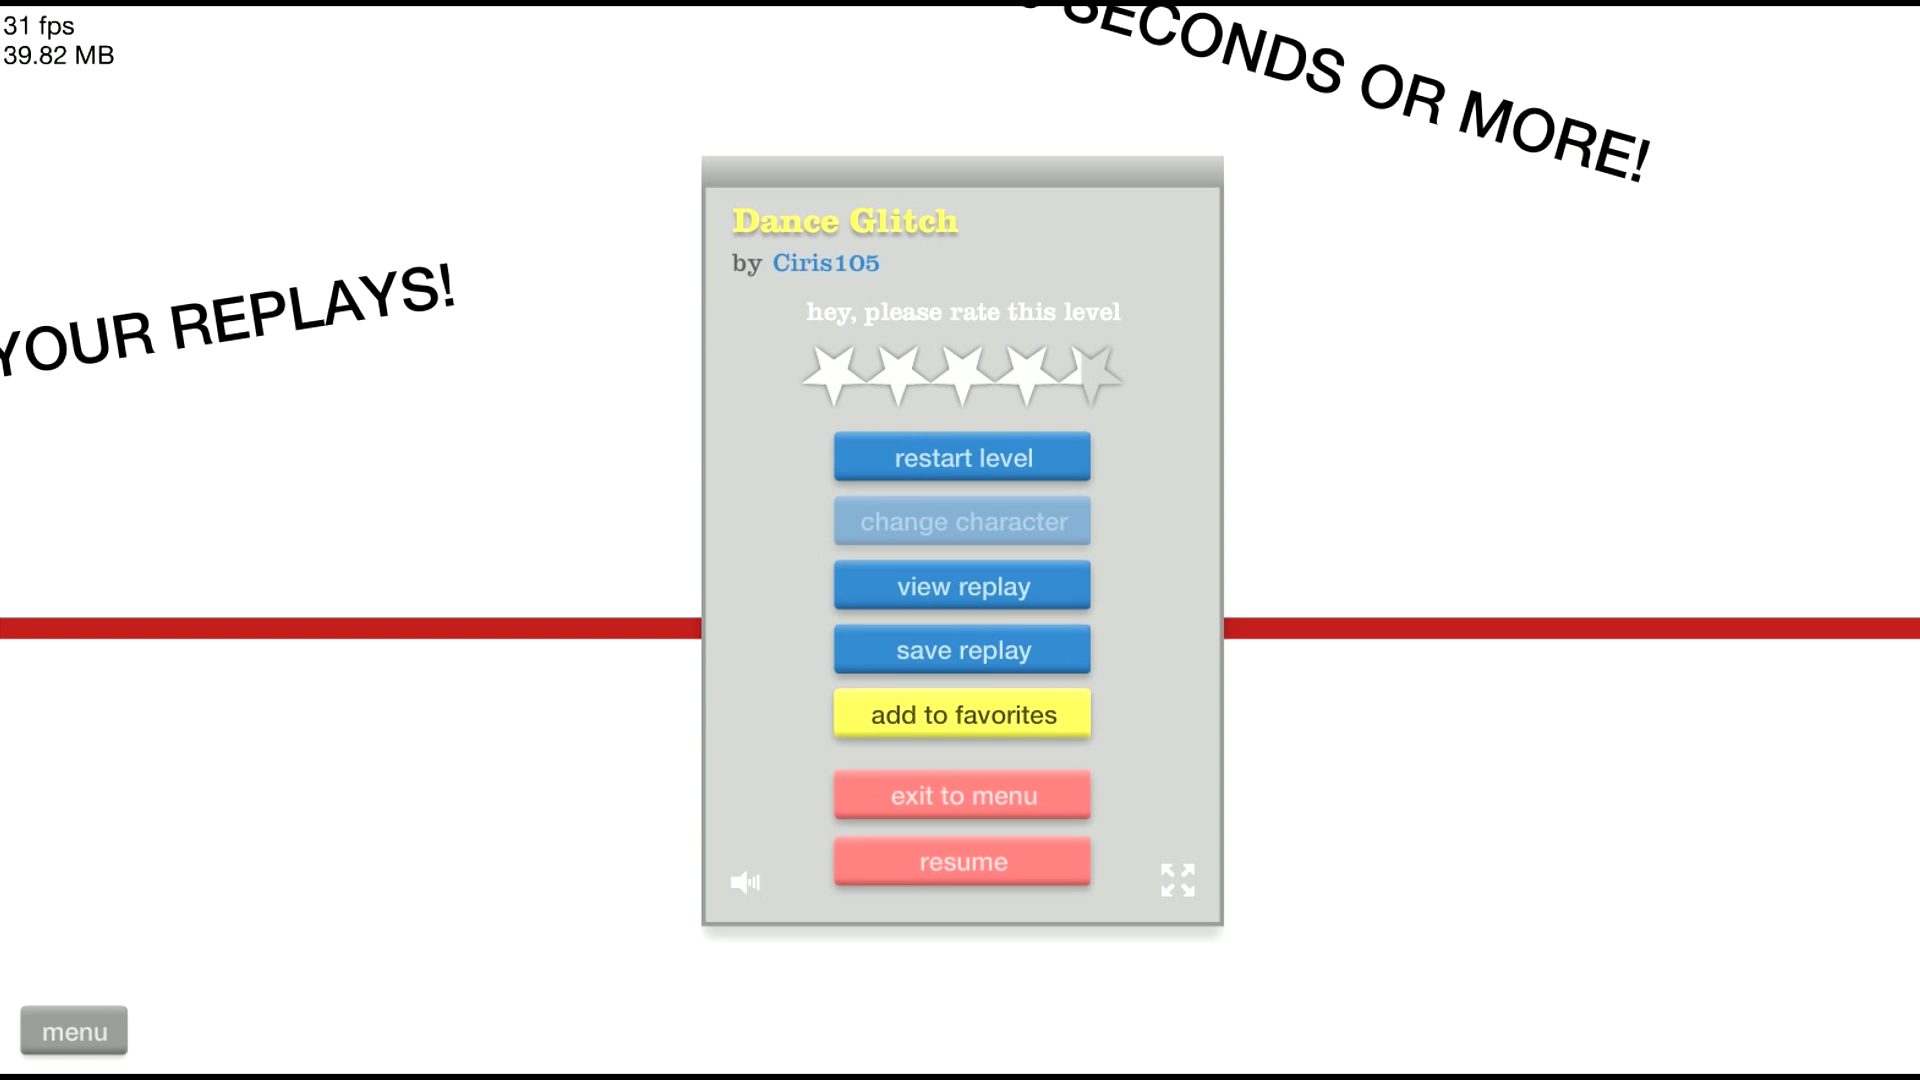 31 fps
39.82 MB
SECONDS OR MORE!
YOUR REPLAYS!
Dance Glitch
by Ciris105
hey, please rate this level
restart level
change character
view replay
save replay
add to favorites
exit to menu
resume
menu